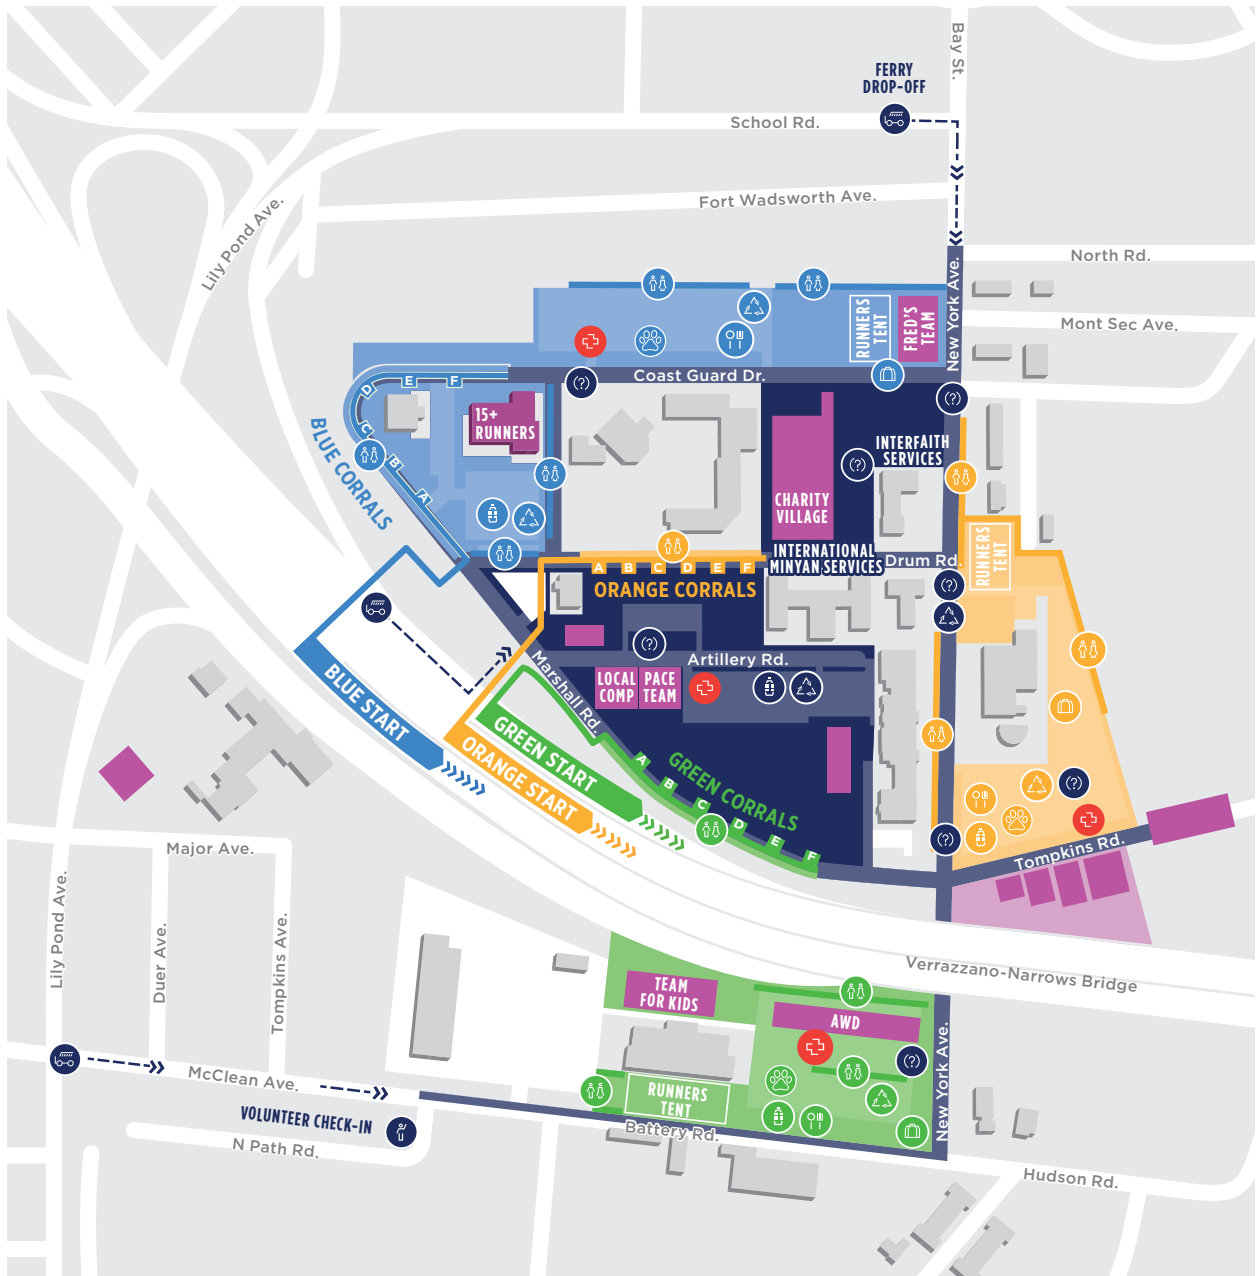 Bay St.
FERRY
DROP-OFF
School Rd.
Fort Wadsworth Ave.
Lily Pond Ave.
North Rd.
New York Ave.
Mont Sec Ave.
RUNNERS
TENT
FRED'S
TEAM
Coast Guard Dr.
D
E
F
C
B
A
15+
RUNNERS
BLUE CORRALS
INTERFAITH
SERVICES
CHARITY
VILLAGE
INTERNATIONAL
MINYAN SERVICES
Drum Rd.
RUNNERS
TENT
A
B
C
D
E
F
ORANGE CORRALS
Artillery Rd.
Marshall Rd.
LOCAL
COMP
PACE
TEAM
BLUE START
GREEN START
ORANGE START
GREEN CORRALS
A
B
C
D
E
F
Major Ave.
Tompkins Rd.
Lily Pond Ave.
Duer Ave.
Tompkins Ave.
Verrazzano-Narrows Bridge
TEAM
FOR KIDS
AWD
New York Ave.
McClean Ave.
RUNNERS
TENT
VOLUNTEER CHECK-IN
Battery Rd.
N Path Rd.
Hudson Rd.